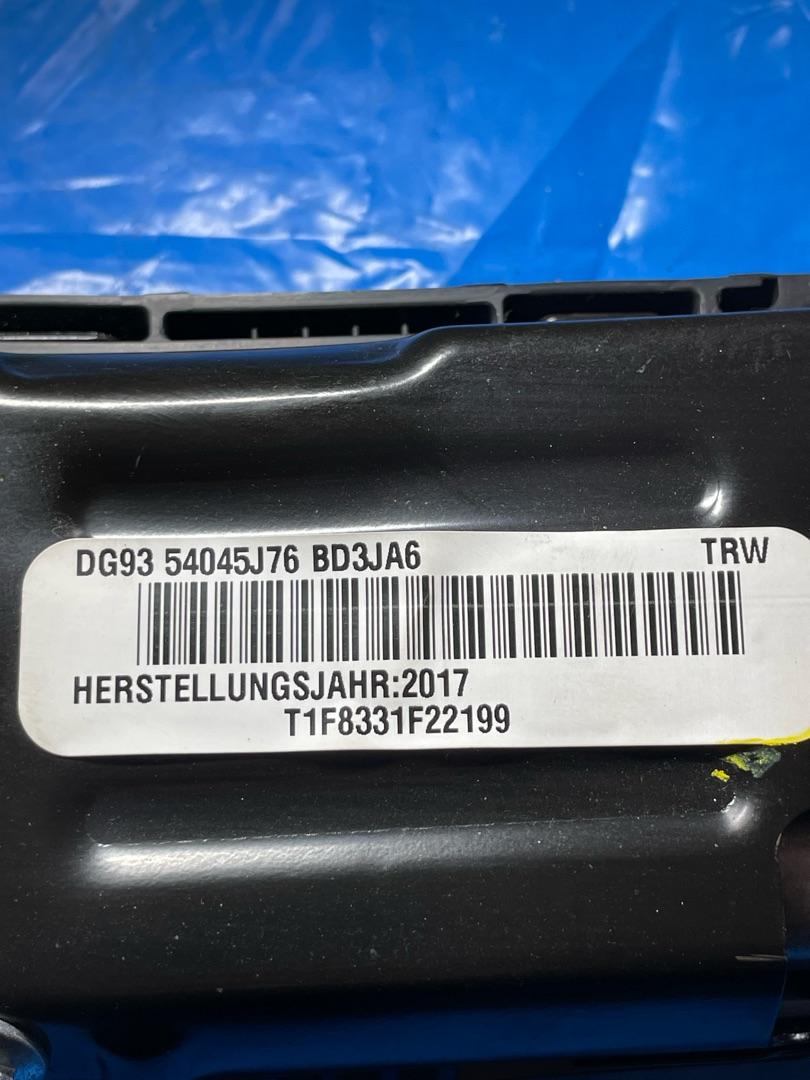 DG93 54045J76 BD3JA6 TRW
HERSTELLUNGSJAHR:2017
T1F8331F22199